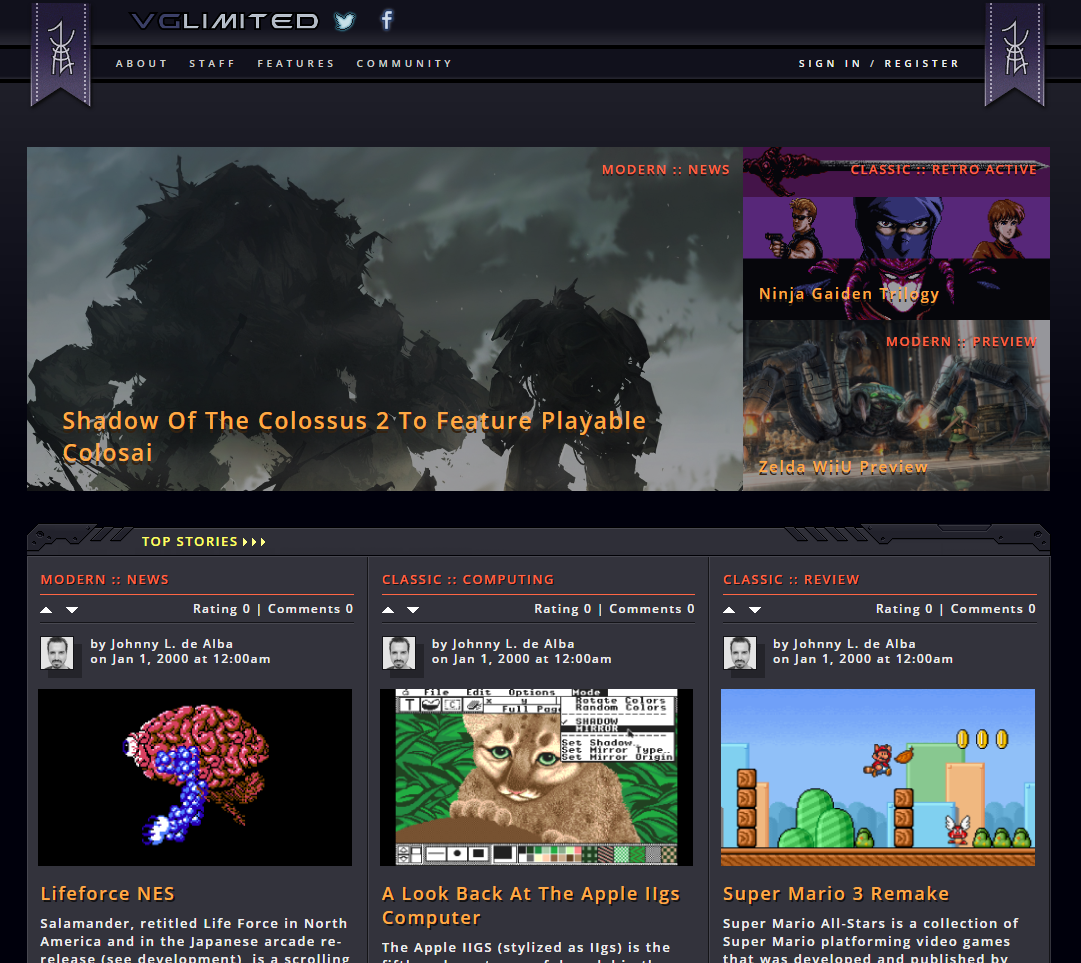 VGLIMITED
ABOUT STAFF FEATURES COMMUNITY
SIGN IN / REGISTER
MODERN :: NEWS
Shadow Of The Colossus 2 To Feature Playable
Colosai
CLASSIC :: RETRO ACTIVE
Ninja Gaiden Trilogy
MODERN :: PREVIEW
Zelda WiiU Preview
TOP STORIES
MODERN :: NEWS
Rating 0 | Comments 0
by Johnny L. de Alba
on Jan 1, 2000 at 12:00am
Lifeforce NES
Salamander, retitled Life Force in North
America and in the Japanese arcade re-
release (see development), is a scrolling
CLASSIC :: COMPUTING
Rating 0 | Comments 0
by Johnny L. de Alba
on Jan 1, 2000 at 12:00am
File Edit Options Mode
T x y
Full Page
Rotate Colors
Random Colors
✓ SHADOW
MIRROR
Set Shadow..
Set Mirror Type..
Set Mirror Origin
A Look Back At The Apple IIgs
Computer
The Apple IIGS (stylized as IIgs) is the
CLASSIC :: REVIEW
Rating 0 | Comments 0
by Johnny L. de Alba
on Jan 1, 2000 at 12:00am
Super Mario 3 Remake
Super Mario All-Stars is a collection of
Super Mario platforming video games
that was developed and published by